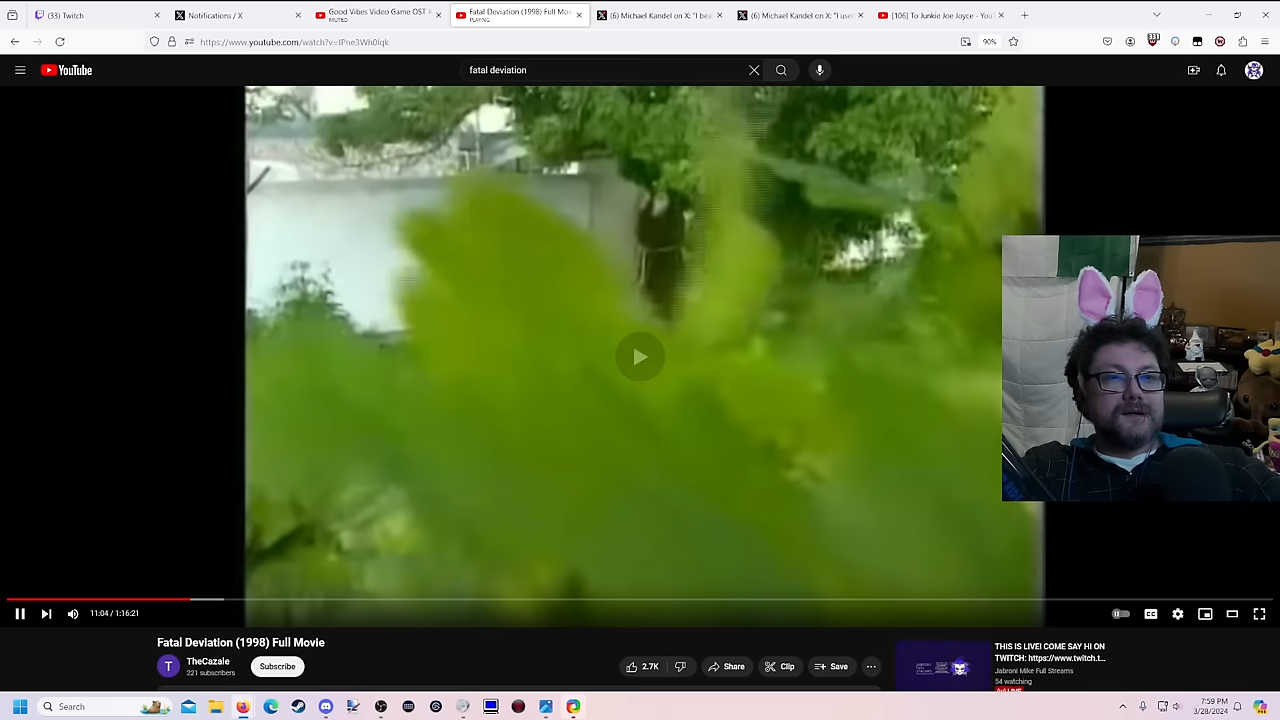 (33) Twitch
Notifications / X
Good Vibes Video Game OST
MUTED
Fatal Deviation (1998) Full Mov
PLAYING
(6) Michael Kandel on X: "I bea
(6) Michael Kandel on X: "I use
[106] To Junkie Joe Joyce - You
https://www.youtube.com/watch?v=IPne3Wh0lqk
90%
YouTube
fatal deviation
11:04 / 1:16:21
CC
Fatal Deviation (1998) Full Movie
T
TheCazale
221 subscribers
Subscribe
2.7K
Share
Clip
Save
THIS IS LIVE! COME SAY HI ON
TWITCH: https://www.twitch.t...
Jabroni Mike Full Streams
54 watching
LIVE
Search
7:59 PM
3/28/2024